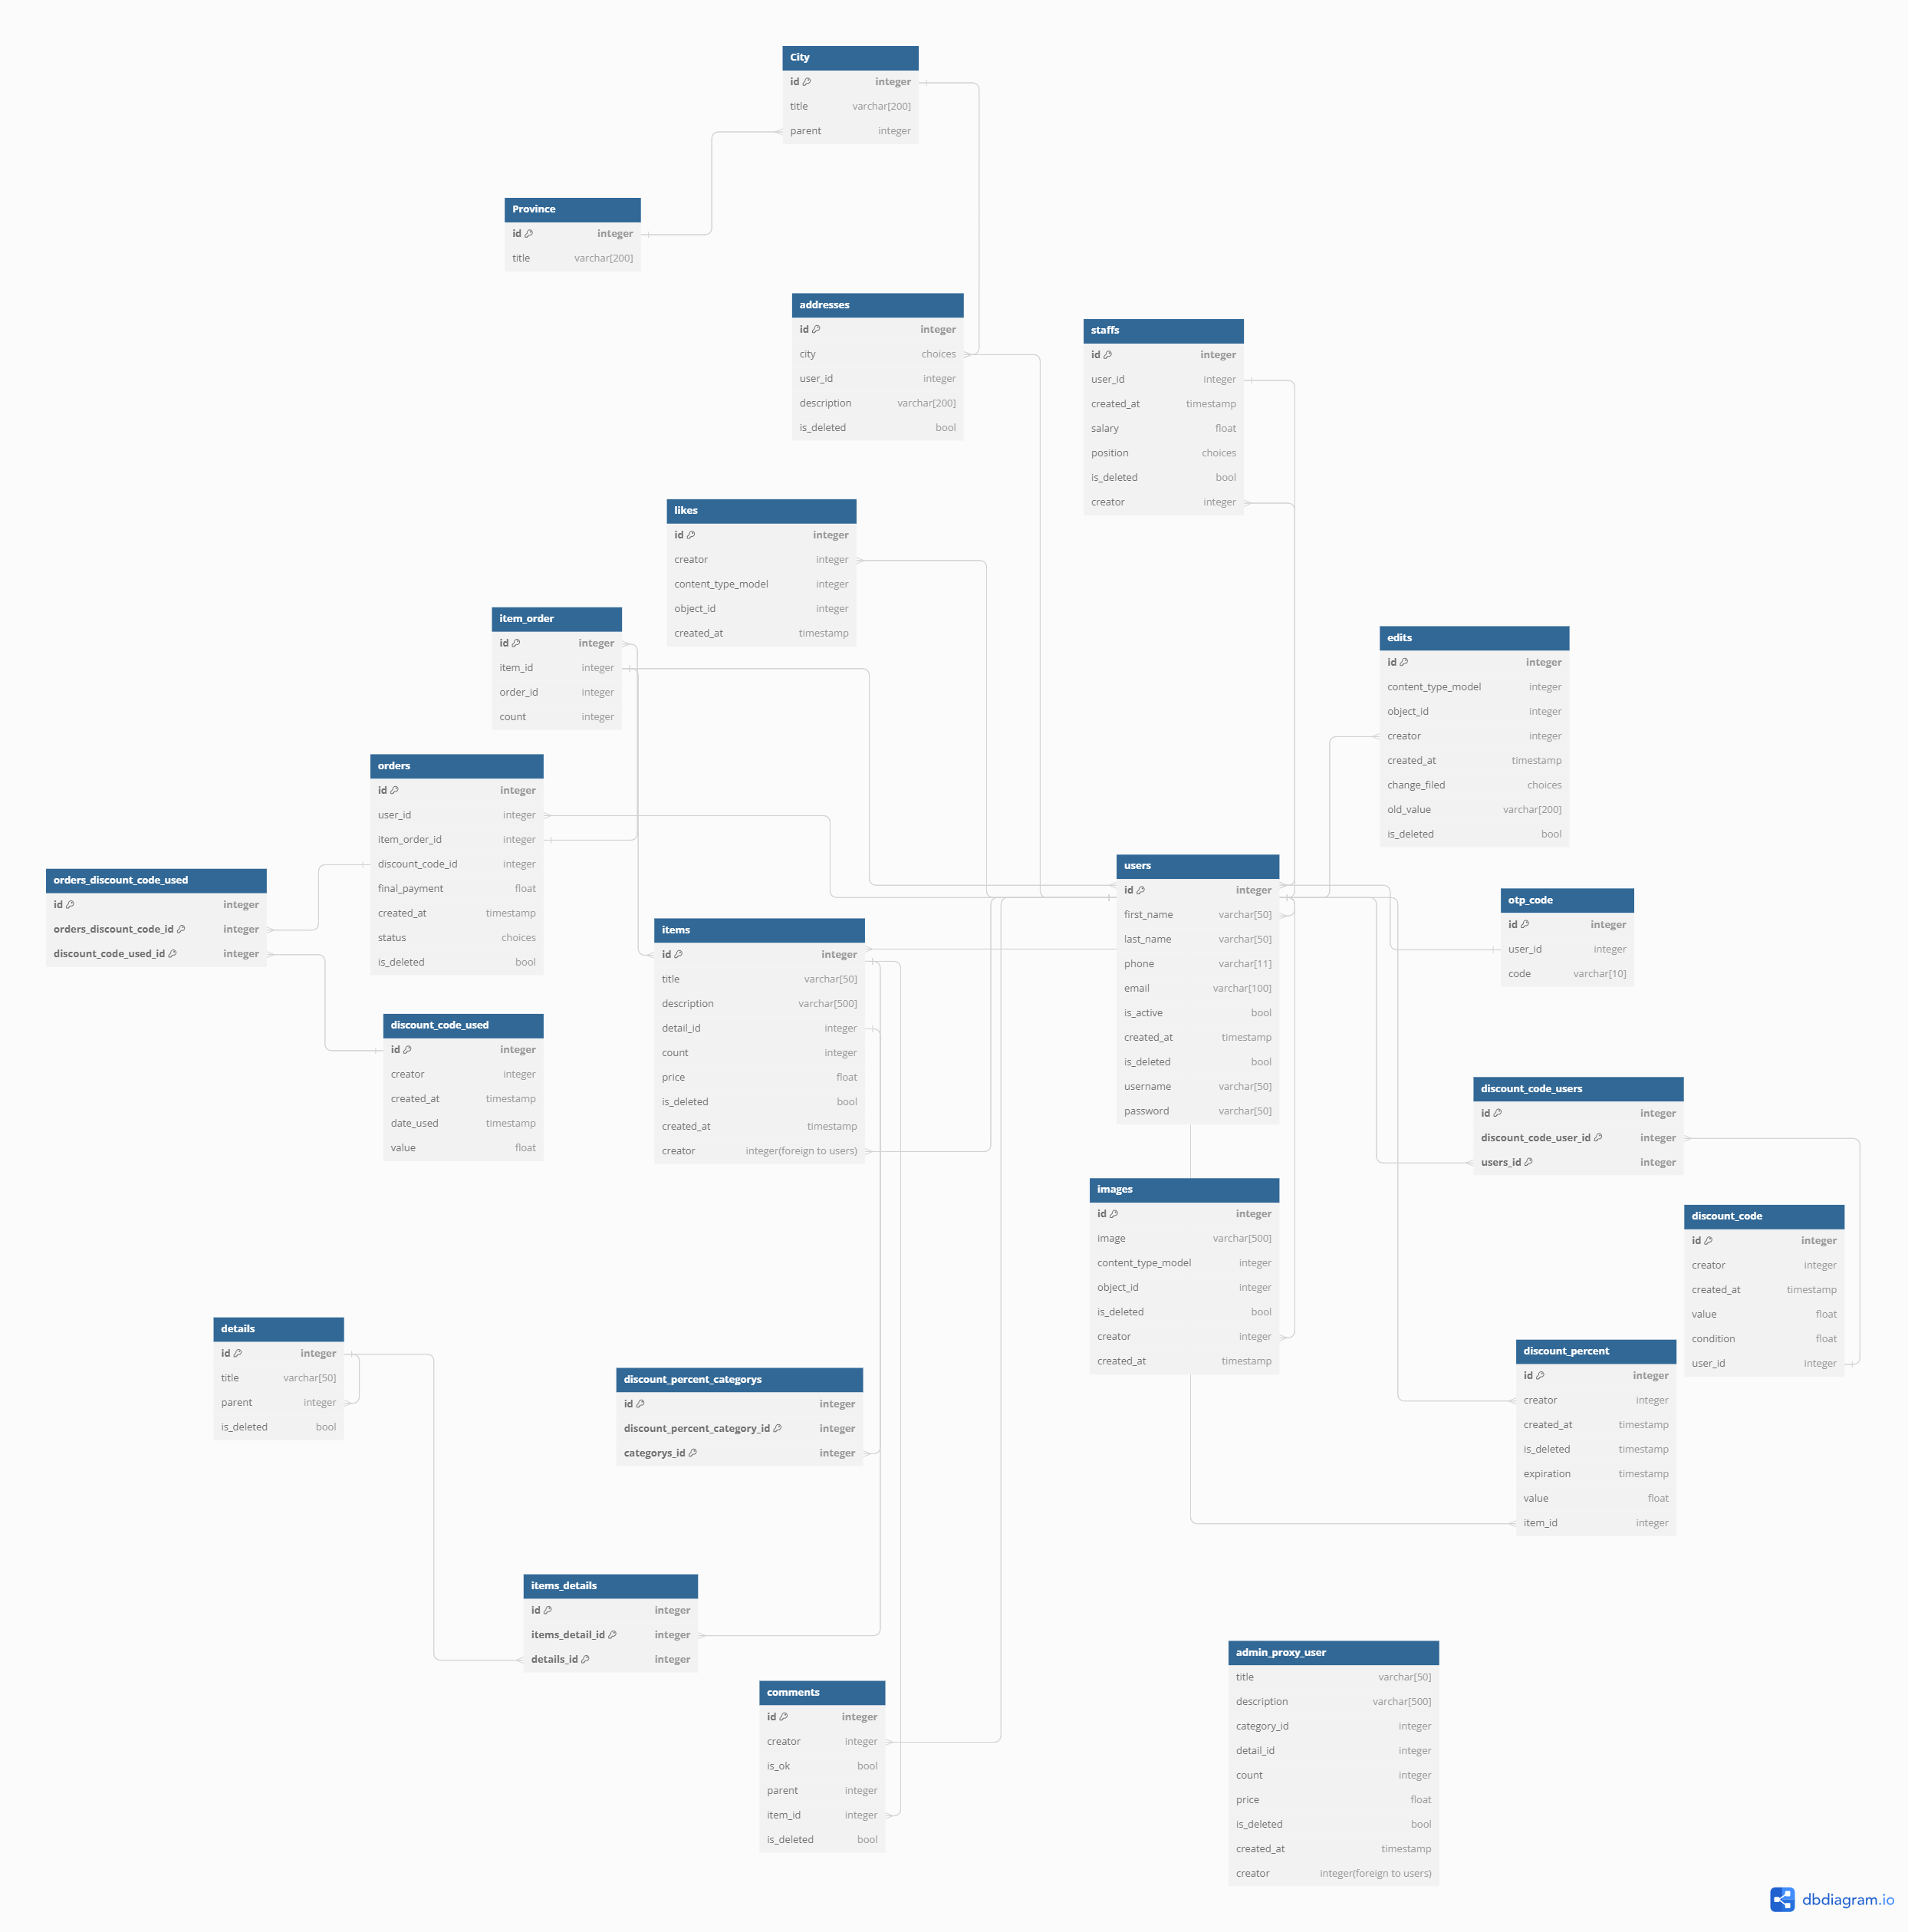 City
id integer
title varchar[200]
parent integer
Province
id integer
title varchar[200]
addresses
id integer
city choices
user_id integer
description varchar[200]
is_deleted bool
staffs
id integer
user_id integer
created_at timestamp
salary float
position choices
is_deleted bool
creator integer
likes
id integer
creator integer
content_type_model integer
object_id integer
created_at timestamp
item_order
id integer
item_id integer
order_id integer
count integer
edits
id integer
content_type_model integer
object_id integer
creator integer
created_at timestamp
change_filed choices
old_value varchar[200]
is_deleted bool
orders
id integer
user_id integer
item_order_id integer
discount_code_id integer
final_payment float
created_at timestamp
status choices
is_deleted bool
orders_discount_code_used
id integer
orders_discount_code_id integer
discount_code_used_id integer
users
id integer
first_name varchar[50]
last_name varchar[50]
phone varchar[11]
email varchar[100]
is_active bool
created_at timestamp
is_deleted bool
username varchar[50]
password varchar[50]
otp_code
id integer
user_id integer
code varchar[10]
items
id integer
title varchar[50]
description varchar[500]
detail_id integer
count integer
price float
is_deleted bool
created_at timestamp
creator integer(foreign to users)
discount_code_used
id integer
creator integer
created_at timestamp
date_used timestamp
value float
discount_code_users
id integer
discount_code_user_id integer
users_id integer
images
id integer
image varchar[500]
content_type_model integer
object_id integer
is_deleted bool
creator integer
created_at timestamp
discount_code
id integer
creator integer
created_at timestamp
value float
condition float
user_id integer
details
id integer
title varchar[50]
parent integer
is_deleted bool
discount_percent
id integer
creator integer
created_at timestamp
is_deleted timestamp
expiration timestamp
value float
item_id integer
discount_percent_categorys
id integer
discount_percent_category_id integer
categorys_id integer
items_details
id integer
items_detail_id integer
details_id integer
admin_proxy_user
title varchar[50]
description varchar[500]
category_id integer
detail_id integer
count integer
price float
is_deleted bool
created_at timestamp
creator integer(foreign to users)
comments
id integer
creator integer
is_ok bool
parent integer
item_id integer
is_deleted bool
dbdiagram.io